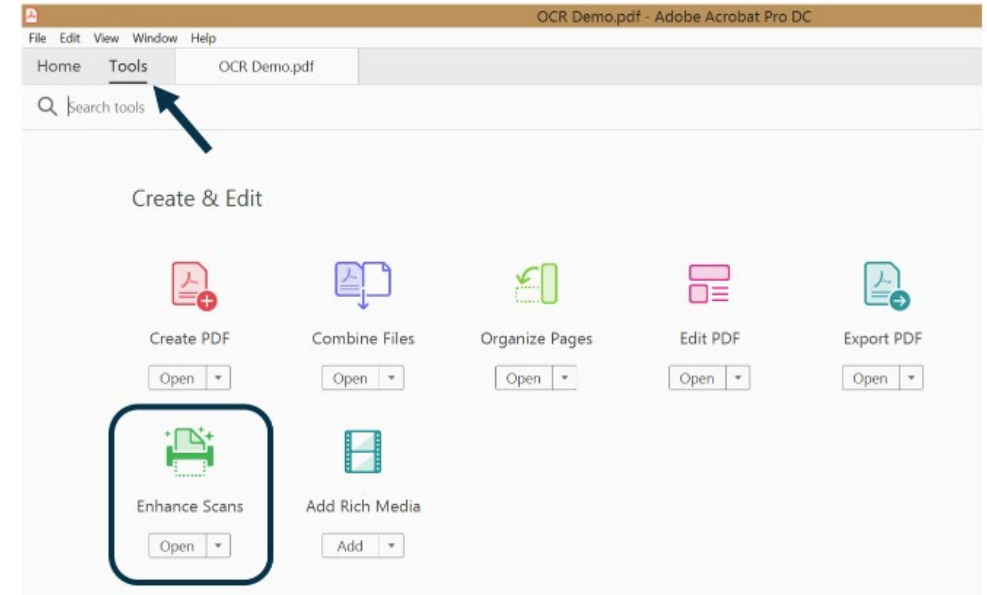 OCR Demo.pdf - Adobe Acrobat Pro DC
File Edit View Window Help
Home Tools OCR Demo.pdf
Search tools
Create & Edit
Create PDF Combine Files Organize Pages Edit PDF Export PDF
Open Open Open Open Open
Enhance Scans Add Rich Media
Open Add